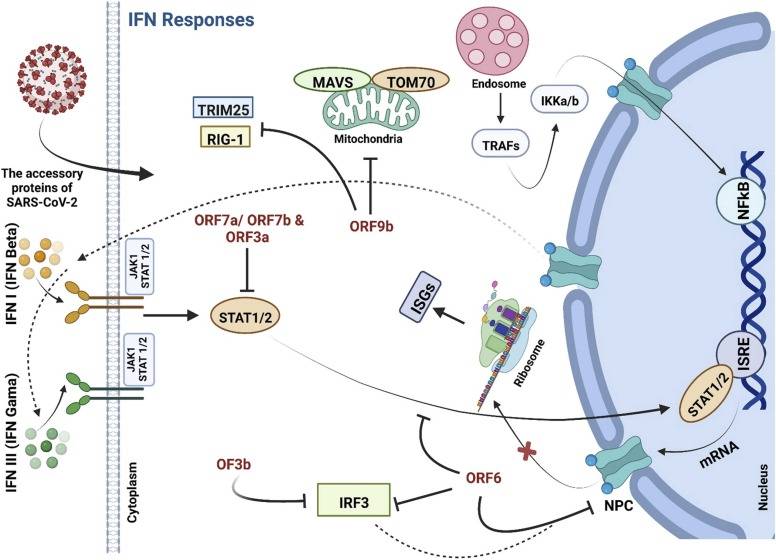 IFN Responses
MAVS
TOM70
Endosome
IKKa/b
TRIM25
RIG-1
Mitochondria
TRAFs
The accessory
proteins of
SARS-CoV-2
NFkB
ORF7a/ ORF7b &
ORF3a
ORF9b
IFN I (IFN Beta)
JAK1
STAT 1/2
STAT1/2
ISGs
Ribosome
ISRE
STAT1/2
JAK1
STAT 1/2
IFN III (IFN Gama)
mRNA
Cytoplasm
OF3b
IRF3
ORF6
NPC
Nucleus